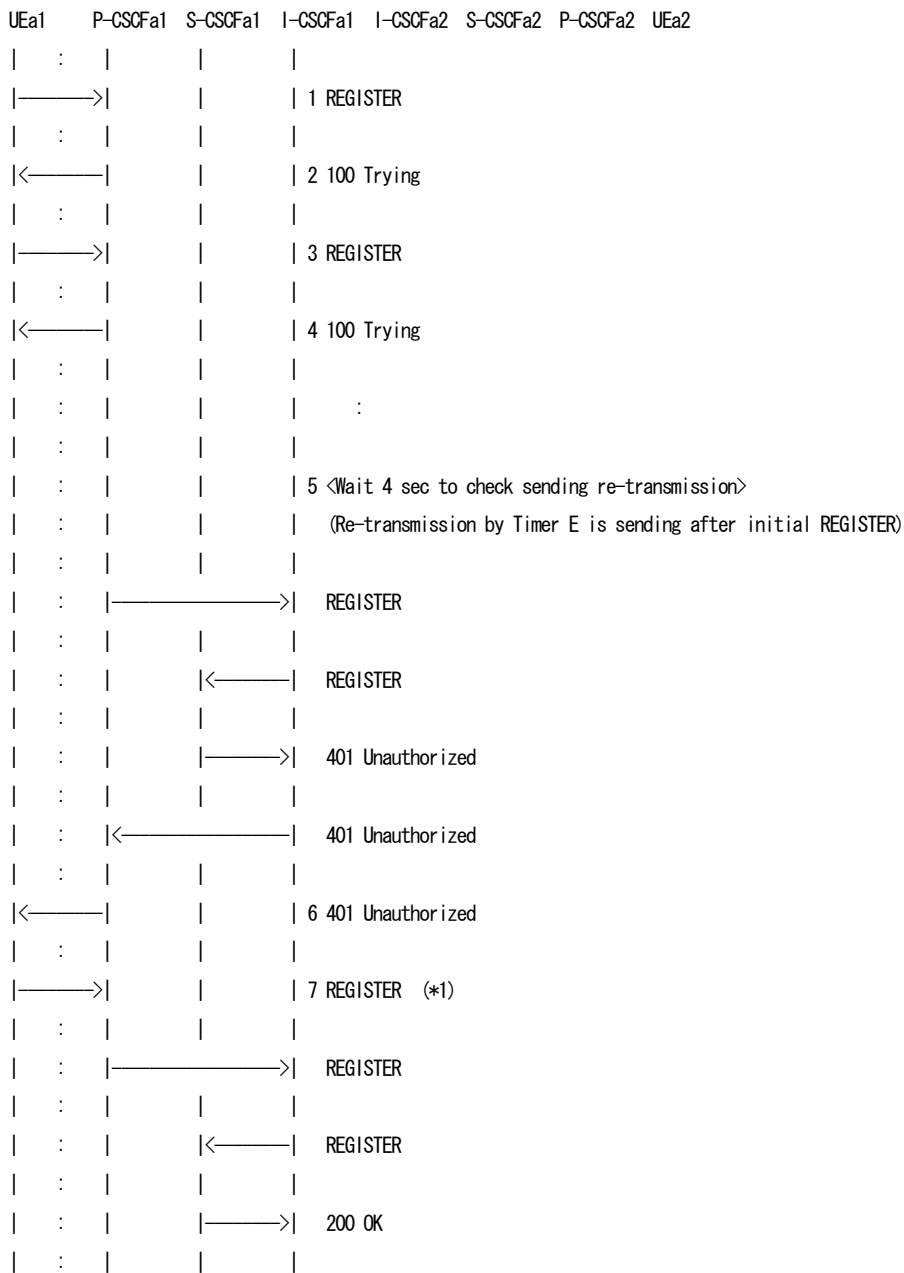 UEa1 P-CSCFa1 S-CSCFa1 I-CSCFa1 I-CSCFa2 S-CSCFa2 P-CSCFa2 UEa2
| : | | |
|------->| | | 1 REGISTER
| : | | |
|<-------| | | 2 100 Trying
| : | | |
|------->| | | 3 REGISTER
| : | | |
|<-------| | | 4 100 Trying
| : | | |
| : | | | :
| : | | |
| : | | | 5 <Wait 4 sec to check sending re-transmission>
| : | | | (Re-transmission by Timer E is sending after initial REGISTER)
| : | | |
| : |--------------->| REGISTER
| : | | |
| : | |<-------| REGISTER
| : | | |
| : | |------->| 401 Unauthorized
| : | | |
| : |<---------------| 401 Unauthorized
| : | | |
|<-------| | | 6 401 Unauthorized
| : | | |
|------->| | | 7 REGISTER (*1)
| : | | |
| : |--------------->| REGISTER
| : | | |
| : | |<-------| REGISTER
| : | | |
| : | |------->| 200 OK
| : | | |